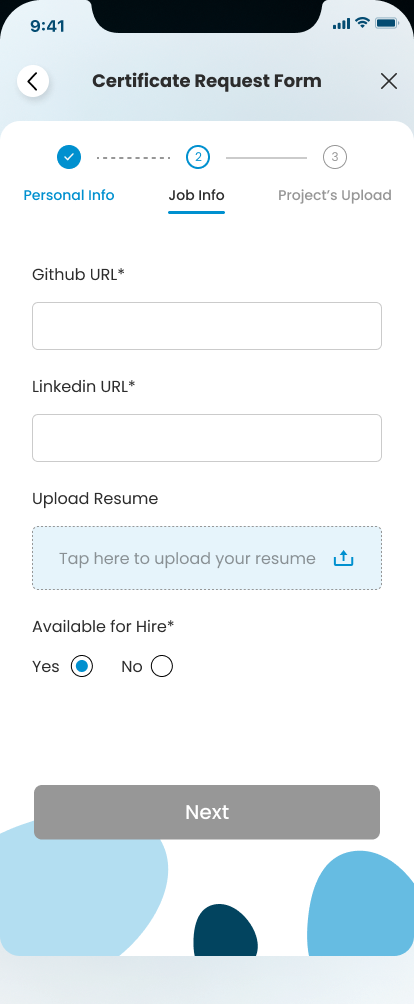 9:41
Certificate Request Form
2
3
Personal Info
Job Info
Project's Upload
Github URL*
Linkedin URL*
Upload Resume
Tap here to upload your resume
Available for Hire*
Yes
No
Next